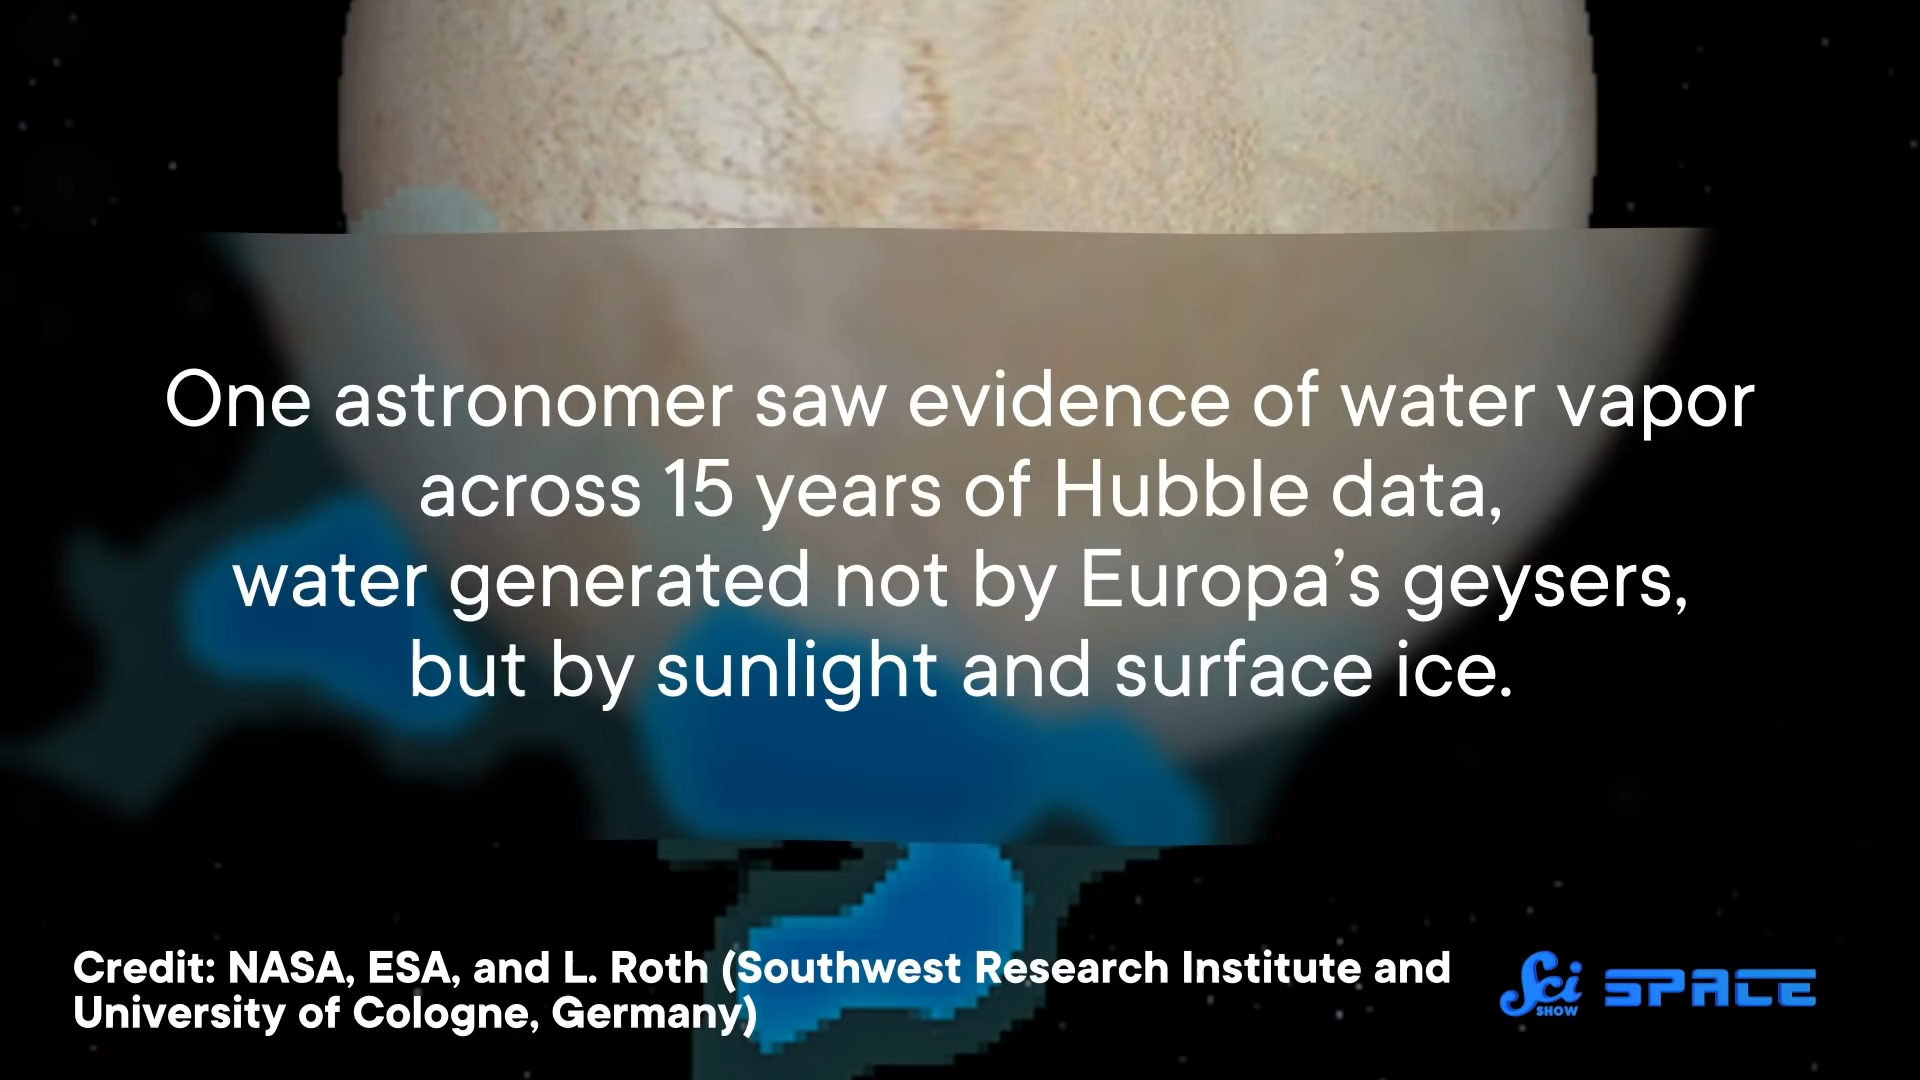 One astronomer saw evidence of water vapor
across 15 years of Hubble data,
water generated not by Europa’s geysers,
but by sunlight and surface ice.
Credit: NASA, ESA, and L. Roth (Southwest Research Institute and
University of Cologne, Germany)
Sci SHOW SPACE